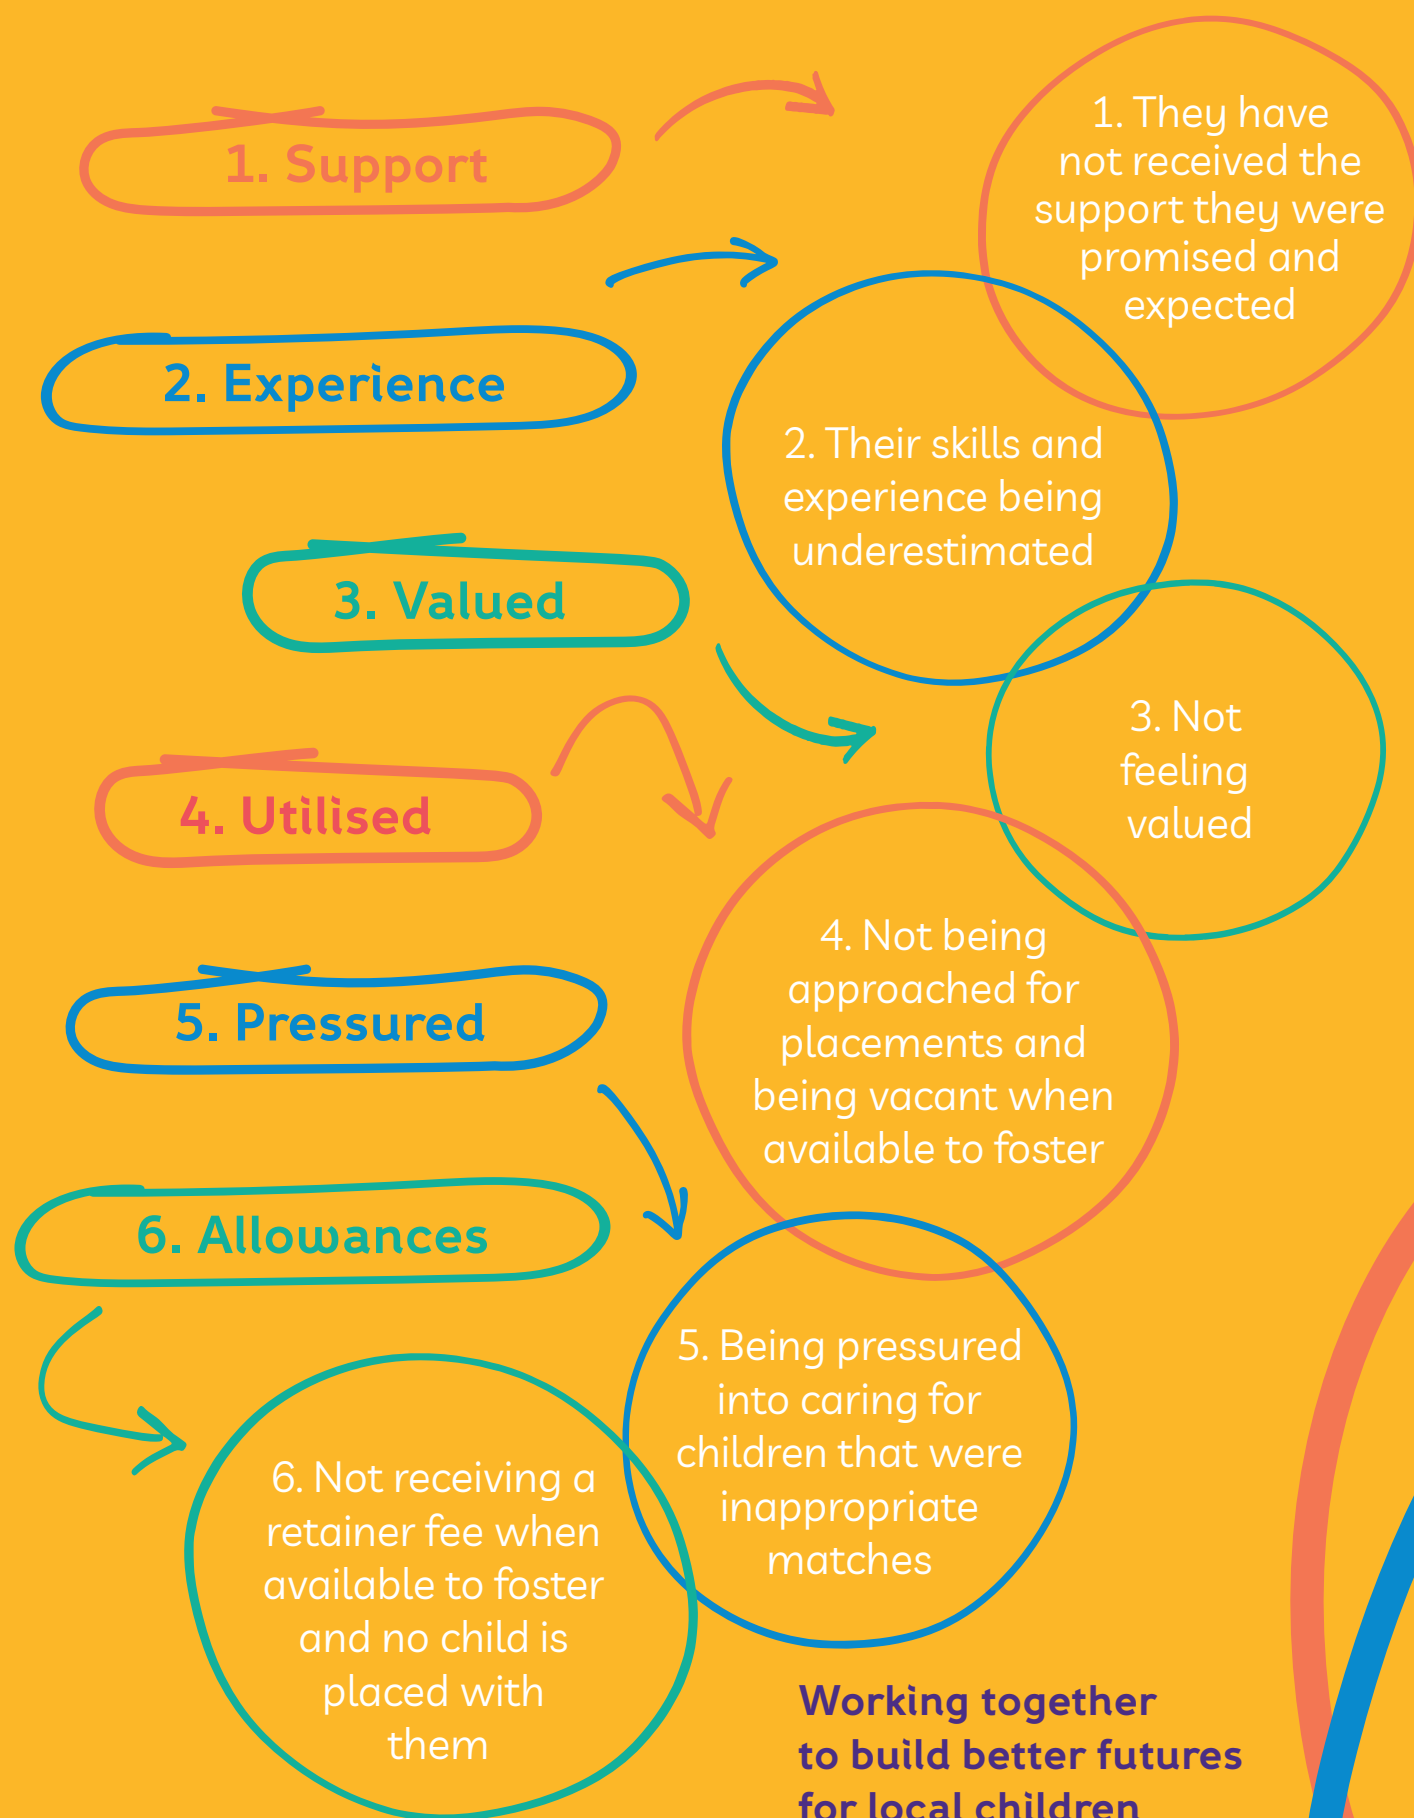 1. Support
2. Experience
3. Valued
4. Utilised
5. Pressured
6. Allowances
1. They have
not received the
support they were
promised and
expected
2. Their skills and
experience being
underestimated
3. Not
feeling
valued
4. Not being
approached for
placements and
being vacant when
available to foster
5. Being pressured
into caring for
children that were
inappropriate
matches
6. Not receiving a
retainer fee when
available to foster
and no child is
placed with
them
Working together
to build better futures
for local children